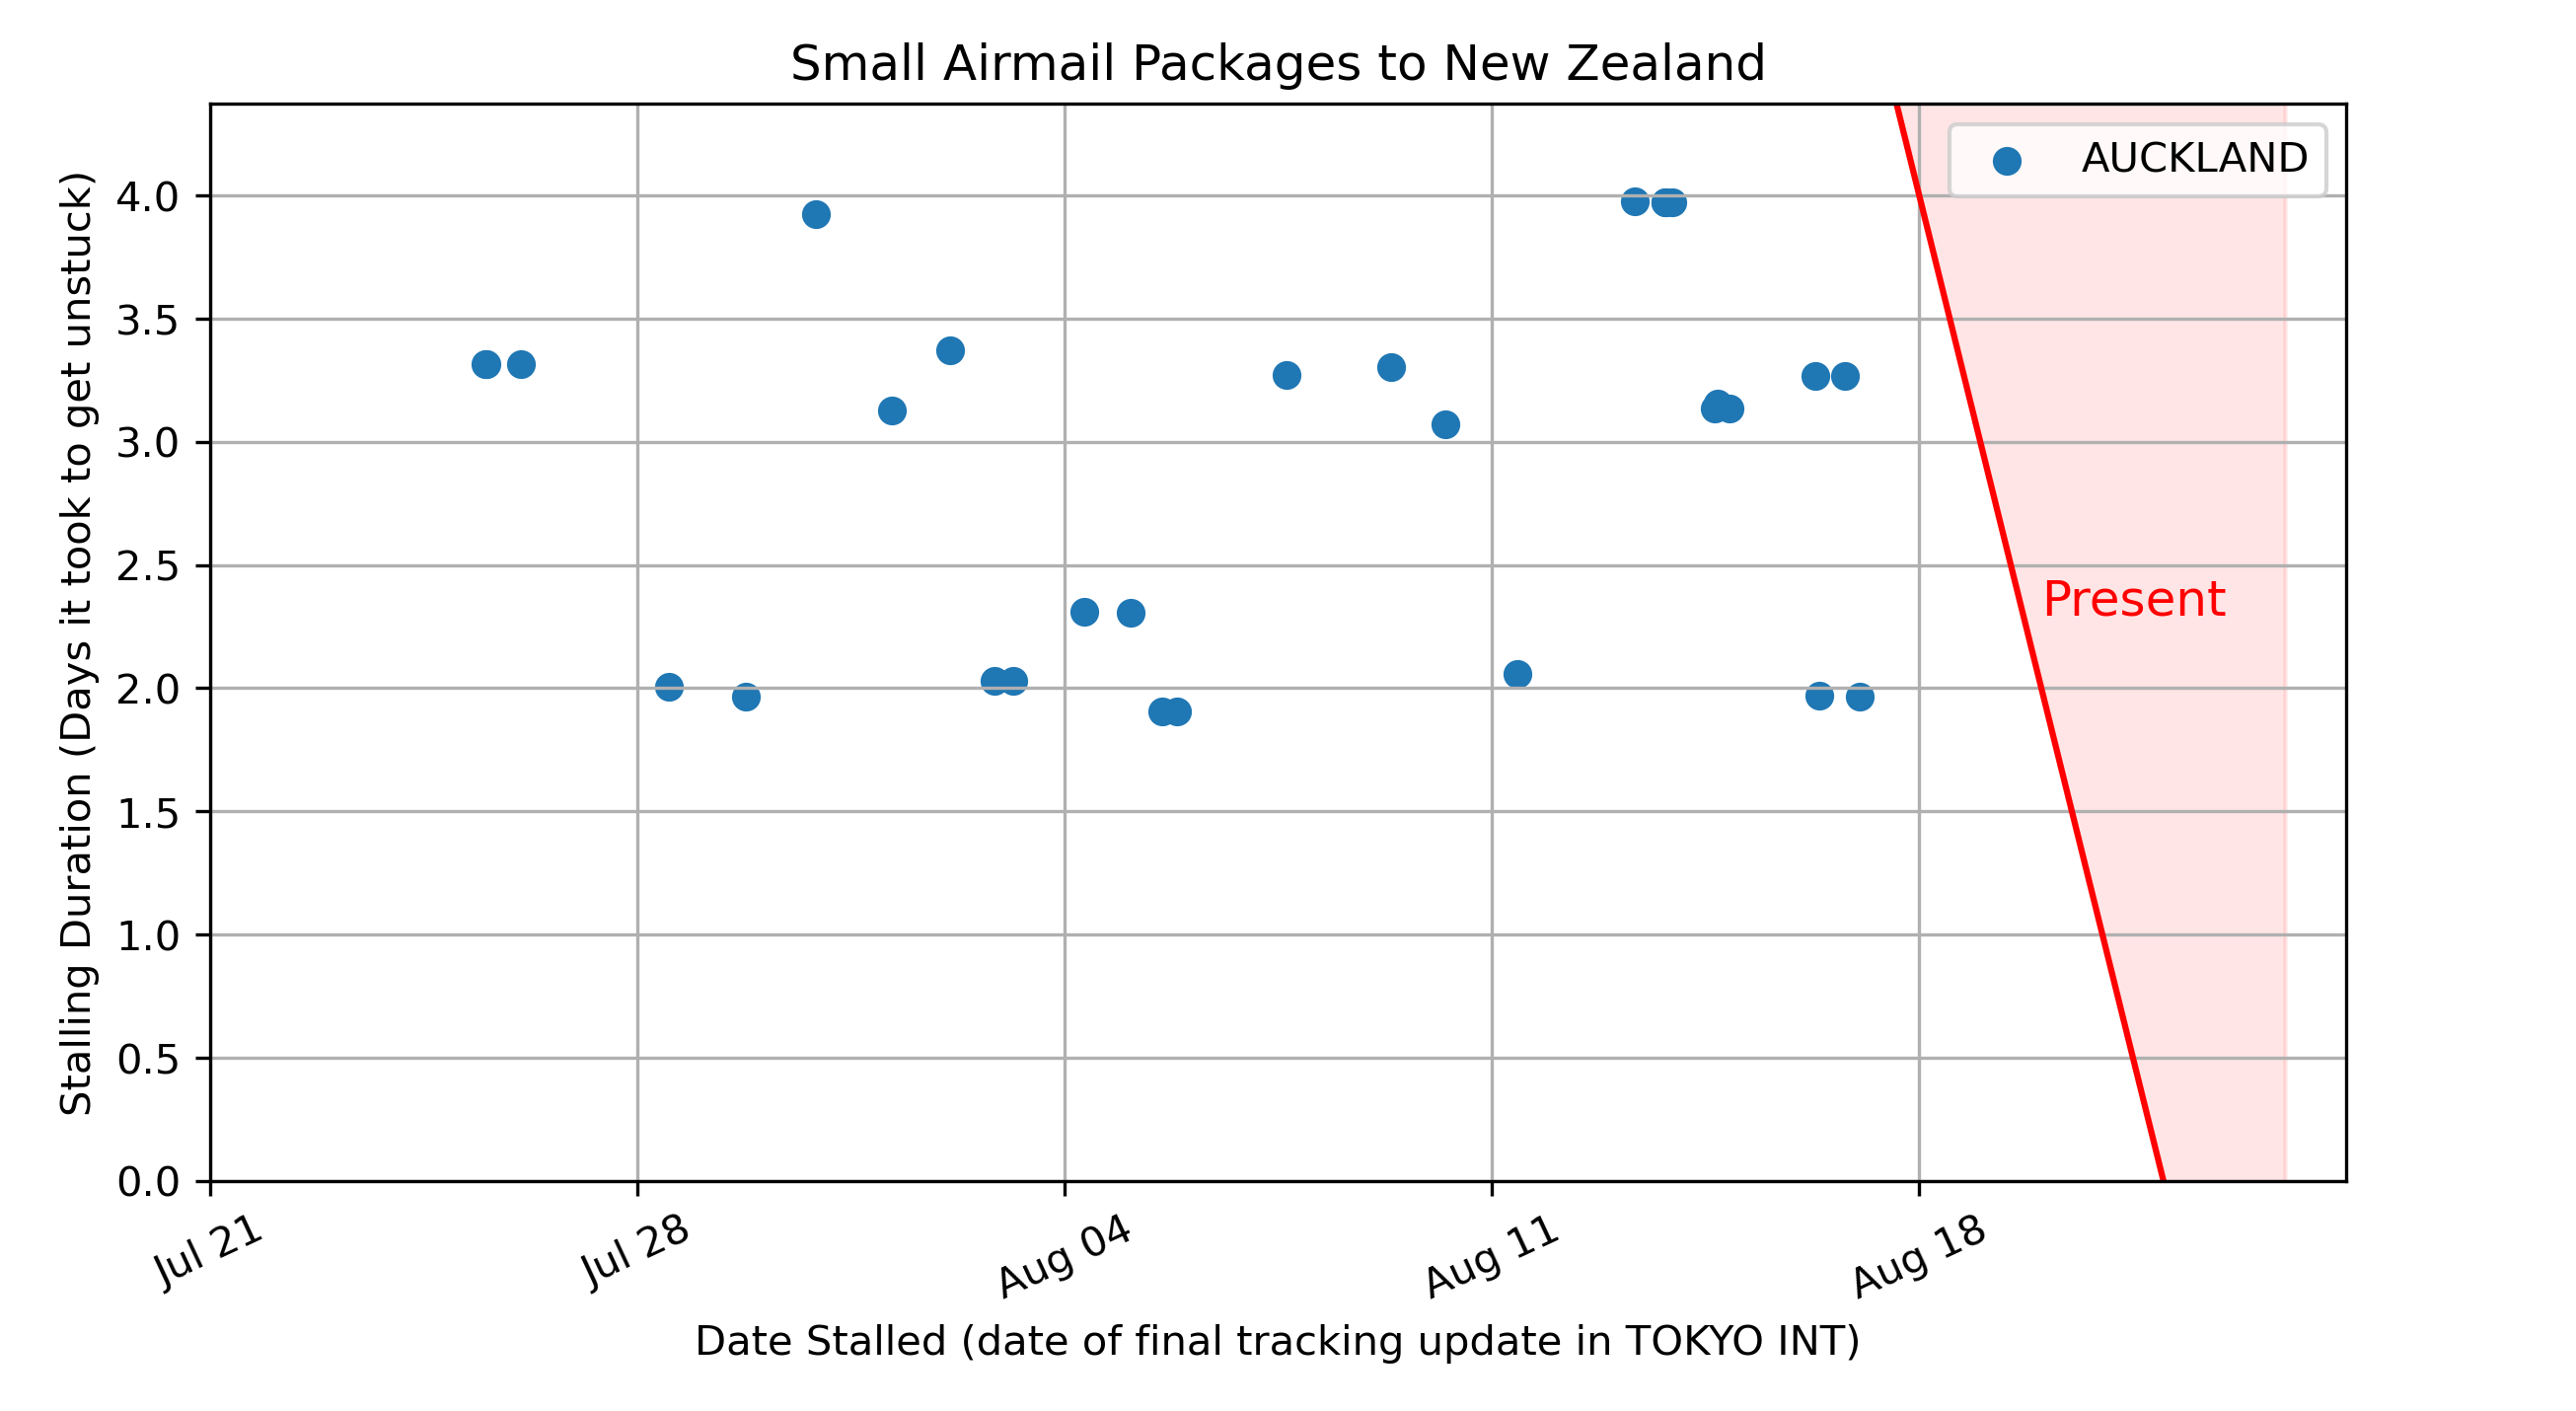 Small Airmail Packages to New Zealand
AUCKLAND
Stalling Duration (Days it took to get unstuck)
4.0
3.5
3.0
2.5
2.0
1.5
1.0
0.5
0.0
Present
Jul 21
Jul 28
Aug 04
Aug 11
Aug 18
Date Stalled (date of final tracking update in TOKYO INT)